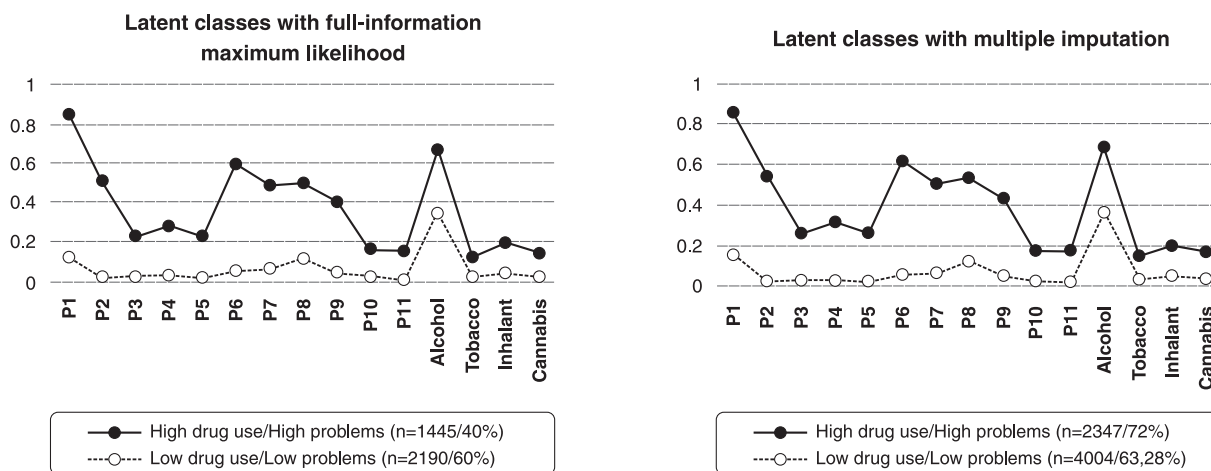 Latent classes with full-information
maximum likelihood
1
0.8
0.6
0.4
0.2
0
P1 P2 P3 P4 P5 P6 P7 P8 P9 P10 P11 Alcohol Tobacco Inhalant Cannabis
High drug use/High problems (n=1445/40%)
Low drug use/Low problems (n=2190/60%)
Latent classes with multiple imputation
1
0.8
0.6
0.4
0.2
0
P1 P2 P3 P4 P5 P6 P7 P8 P9 P10 P11 Alcohol Tobacco Inhalant Cannabis
High drug use/High problems (n=2347/72%)
Low drug use/Low problems (n=4004/63,28%)